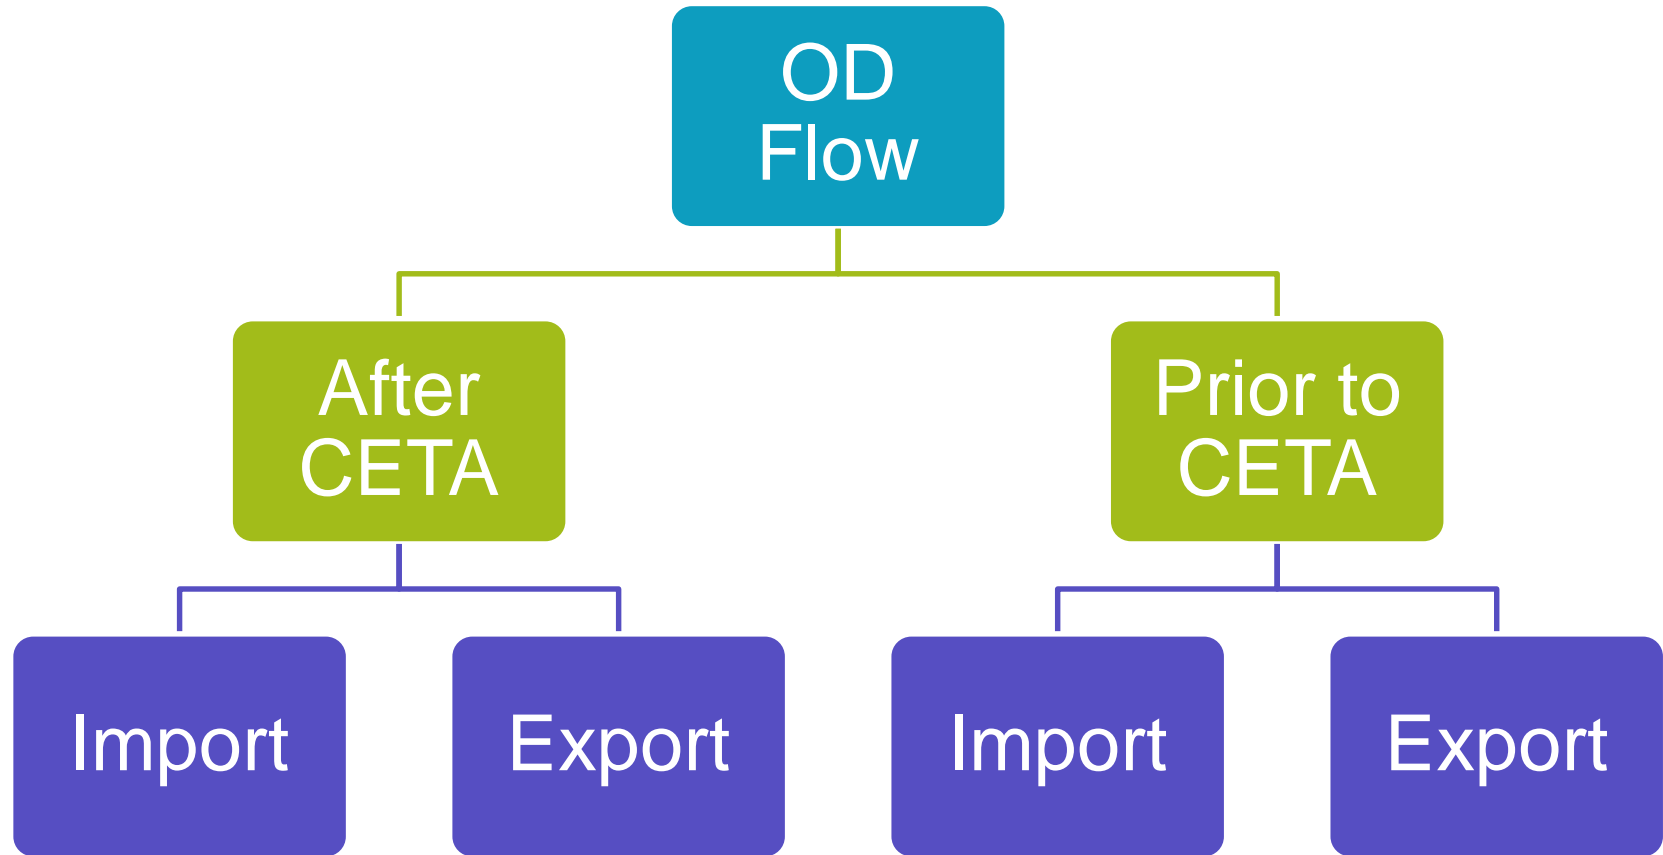 OD
Flow
After
CETA
Prior to
CETA
Import
Export
Import
Export